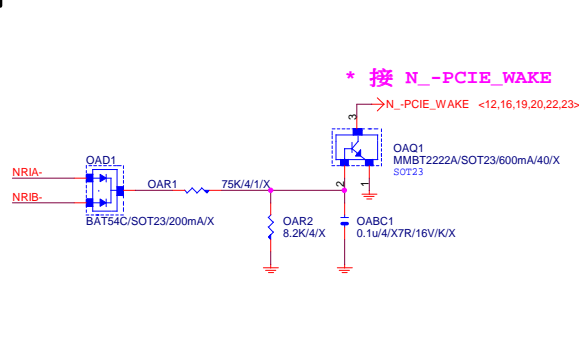 * 接 N_-PCIE_WAKE
N_-PCIE_WAKE <12,16,19,20,22,23>
3
OAQ1
MMBT2222A/SOT23/600mA/40/X
SOT23
OAD1
NRIA-
OAR1 75K/4/1/X
2
1
NRIB-
BAT54C/SOT23/200mA/X
OAR2
8.2K/4/X
OABC1
0.1u/4/X7R/16V/K/X